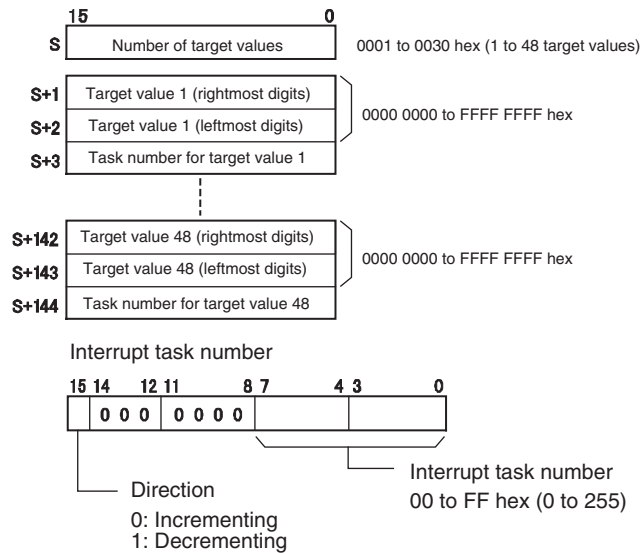 15 0
S Number of target values 0001 to 0030 hex (1 to 48 target values)
S+1 Target value 1 (rightmost digits)
0000 0000 to FFFF FFFF hex
S+2 Target value 1 (leftmost digits)
S+3 Task number for target value 1
S+142 Target value 48 (rightmost digits)
0000 0000 to FFFF FFFF hex
S+143 Target value 48 (leftmost digits)
S+144 Task number for target value 48
Interrupt task number
15 14 12 11 8 7 4 3 0
0 0 0 0 0 0 0
Interrupt task number
00 to FF hex (0 to 255)
Direction
0: Incrementing
1: Decrementing